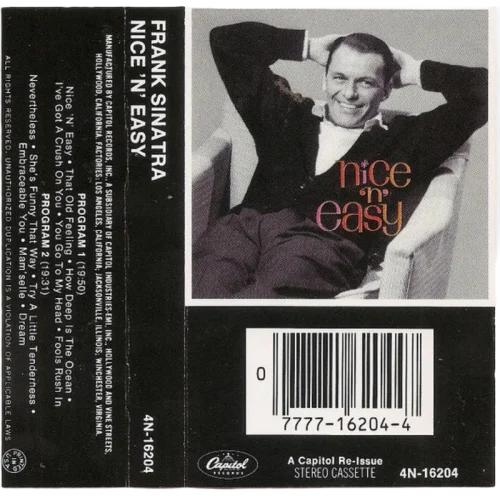 FRANK SINATRA
NICE 'N' EASY
MANUFACTURED BY CAPITOL RECORDS, INC., A SUBSIDIARY OF CAPITOL INDUSTRIES-EMI, INC., HOLLYWOOD AND VINE STREETS,
HOLLYWOOD, CALIFORNIA. FACTORIES: LOS ANGELES, CALIFORNIA, JACKSONVILLE, ILLINOIS, WINCHESTER, VIRGINIA.
4N-16204
PROGRAM 1 (19:50)
Nice 'N' Easy • That Old Feeling • How Deep Is The Ocean •
I've Got A Crush On You • You Go To My Head • Fools Rush In
PROGRAM 2 (19:31)
Nevertheless • She's Funny That Way • Try A Little Tenderness •
Embraceable You • Mam'selle • Dream
ALL RIGHTS RESERVED. UNAUTHORIZED DUPLICATION IS A VIOLATION OF APPLICABLE LAWS
nice
'n'
easy
0
7777-16204-4
Capitol
RECORDS
A Capitol Re-Issue
STEREO CASSETTE
4N-16204